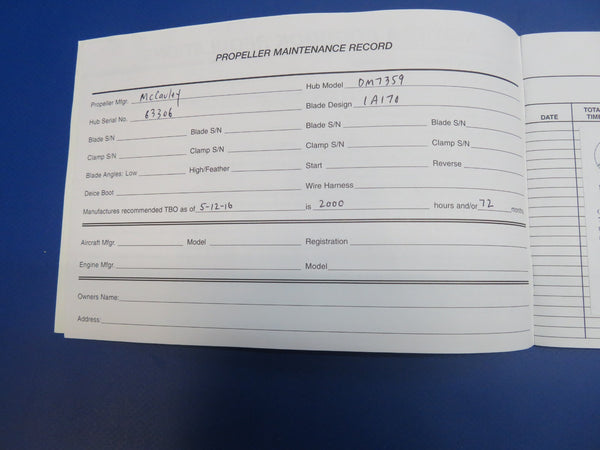 PROPELLER MAINTENANCE RECORD
Propeller Mfgr. McCauley Hub Model DM7359
Hub Serial No. 63306 Blade Design 1A170
Blade S/N Blade S/N Blade S/N Blade S/N
Clamp S/N Clamp S/N Clamp S/N Clamp S/N
Blade Angles: Low High/Feather Start Reverse
Deice Boot Wire Harness
Manufactures recommended TBO as of 5-12-16 is 2000 hours and/or 72 months
Aircraft Mfgr. Model Registration
Engine Mfgr. Model
Owners Name:
Address:
DATE
TOTA
TIME